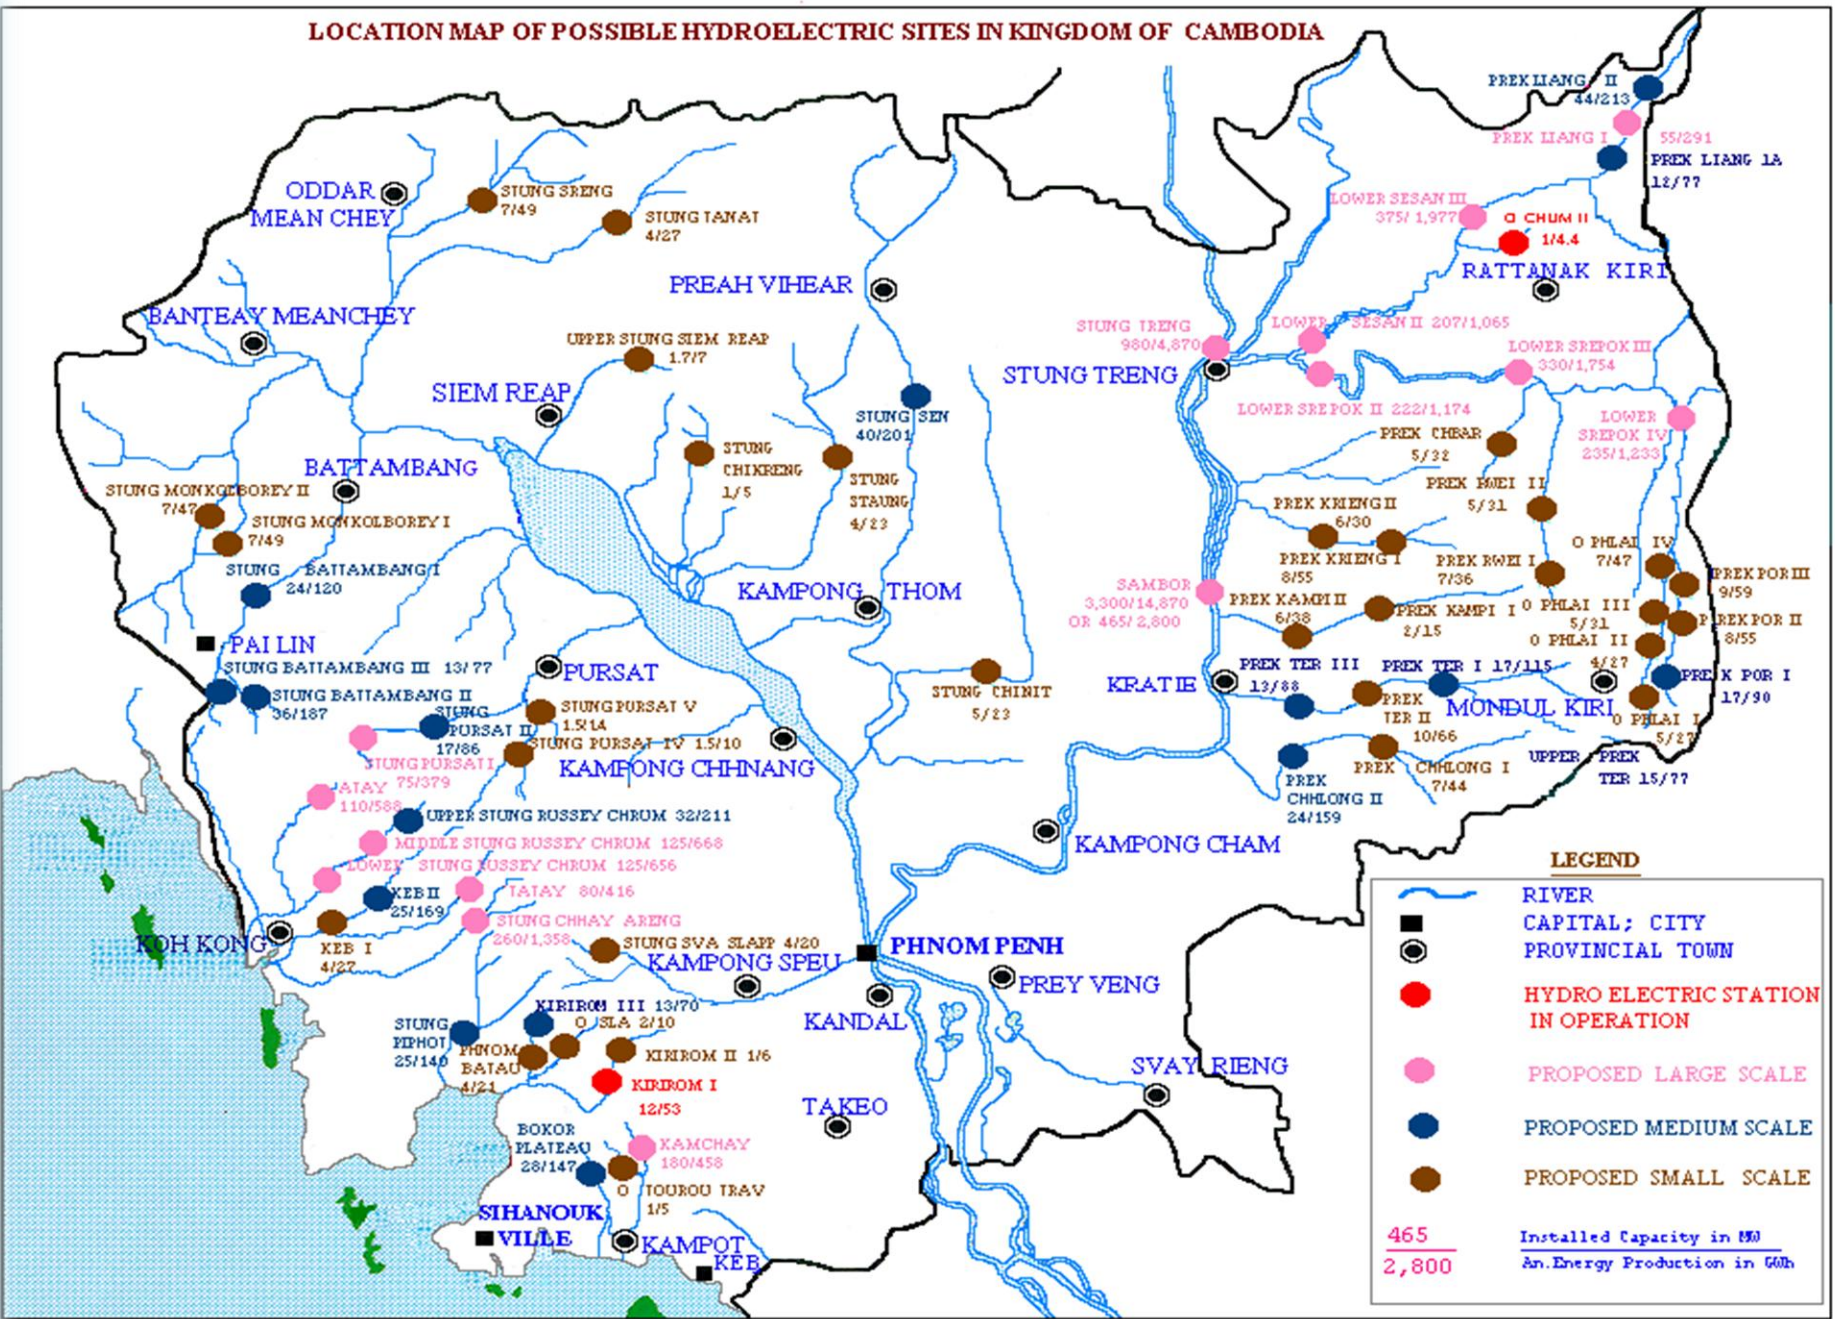 LOCATION MAP OF POSSIBLE HYDROELECTRIC SITES IN KINGDOM OF CAMBODIA
PREK LIANG II
44/213
PREK LIANG I 55/291
PREK LIANG 1A
12/77
ODDAR
MEAN CHEY
STUNG SRENG
7/49
STUNG TANAT
4/27
LOWER SESAN III
375/ 1,977
O CHUM II
1/4.4
RATTANAK KIRI
PREAH VIHEAR
BANTEAY MEANCHEY
UPPER STUNG SIEM REAP
1.7/7
STUNG TRENG
980/4,870
LOWER SESAN II 207/1,065
LOWER SREPOK III
330/1,754
STUNG TRENG
SIEM REAP
STUNG SEN
40/201
LOWER SREPOK II 222/1,174
LOWER
SREPOK IV
235/1,233
PREK CHBAR
5/32
BATTAMBANG
STUNG
CHIKRENG
1/5
STUNG
STAUNG
4/23
STUNG MONKOLBOREY II
7/47
STUNG MONKOLBOREY I
7/49
PREK RWEI II
5/31
PREK KRIENG II
6/30
PREK KRIENG I
8/55
PREK RWEI I
7/36
O PHLAI IV
7/47
PREK POR III
9/59
STUNG BATTAMBANG I
24/120
KAMPONG THOM
SAMBOR
3,300/14,870
OR 465/ 2,800
PREK KAMPI II
6/38
PREK KAMPI I
2/15
O PHLAI III
5/31
PREK POR II
8/55
O PHLAI II
4/27
PAI LIN
STUNG BATTAMBANG III 13/77
STUNG BATTAMBANG II
36/187
PURSAT
STUNG CHINIT
5/23
KRATIE
PREK TER III
13/88
PREK TER I 17/115
PREK POR I
17/90
MONDUL KIRI
O PHLAI I
5/27
STUNG
PURSAT II
17/86
STUNG PURSAT V
1.5/14
STUNG PURSAT IV 1.5/10
STUNG PURSAT I
75/379
KAMPONG CHHNANG
PREK
TER II
10/66
UPPER PREK
TER 15/77
PREK CHHLONG I
7/44
PREK
CHHLONG II
24/159
ATAY
110/588
UPPER STUNG RUSSEY CHRUM 32/211
MIDDLE STUNG RUSSEY CHRUM 125/668
LOWER STUNG RUSSEY CHRUM 125/656
KAMPONG CHAM
KEB II
25/169
TATAY 80/416
STUNG CHHAY ARENG
260/1,358
KOH KONG
KEB I
4/27
STUNG SVA SLAPP 4/20
KAMPONG SPEU
PHNOM PENH
PREY VENG
KANDAL
KIRIROM III 13/70
O SLA 2/10
STUNG
PIPHOT
25/140
PHNOM
BATAU
4/21
KIRIROM II 1/6
KIRIROM I
12/53
SVAY RIENG
TAKEO
BOKOR
PLATEAU
28/147
KAMCHAY
180/458
O TOUROU TRAV
1/5
SIHANOUK
VILLE
KAMPOT
KEB
LEGEND
RIVER
CAPITAL; CITY
PROVINCIAL TOWN
HYDRO ELECTRIC STATION
IN OPERATION
PROPOSED LARGE SCALE
PROPOSED MEDIUM SCALE
PROPOSED SMALL SCALE
465 Installed Capacity in MW
2,800 An.Energy Production in GWh